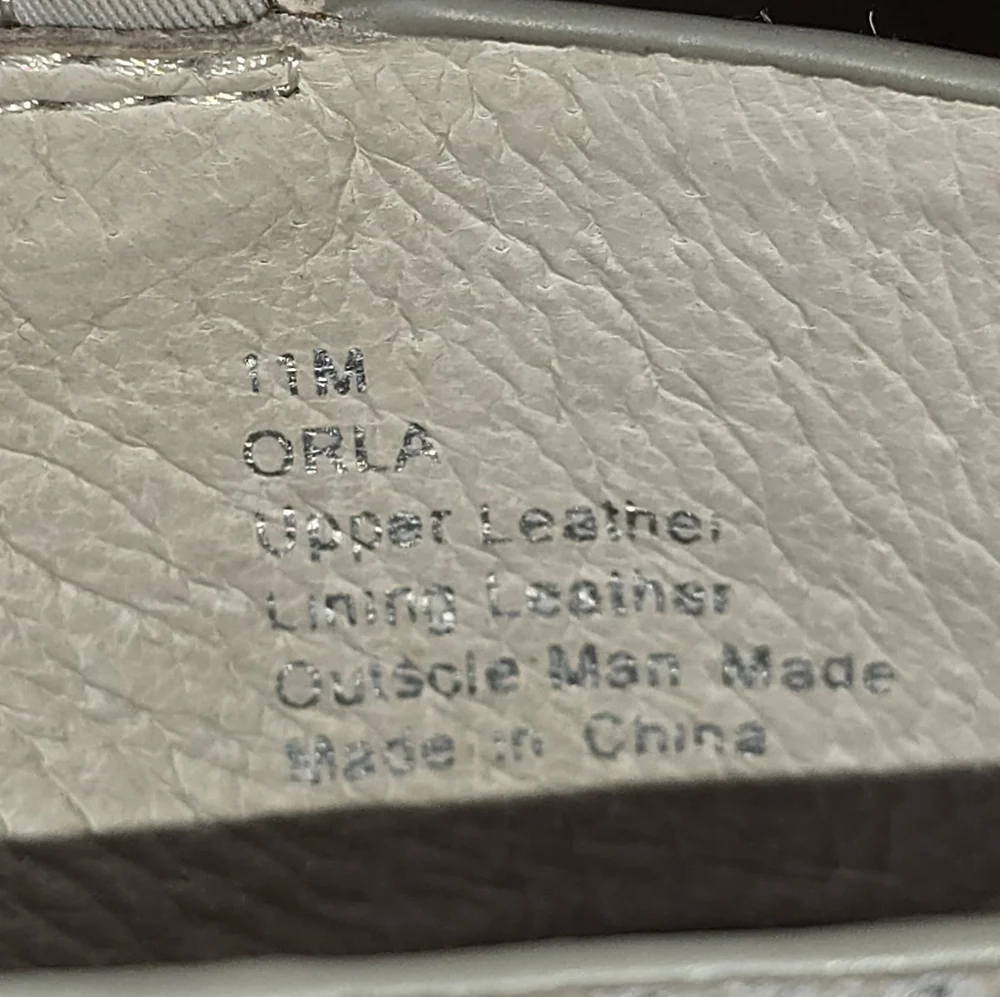 11M
ORLA
Upper Leather
Lining Leather
Outsole Man Made
Made in China